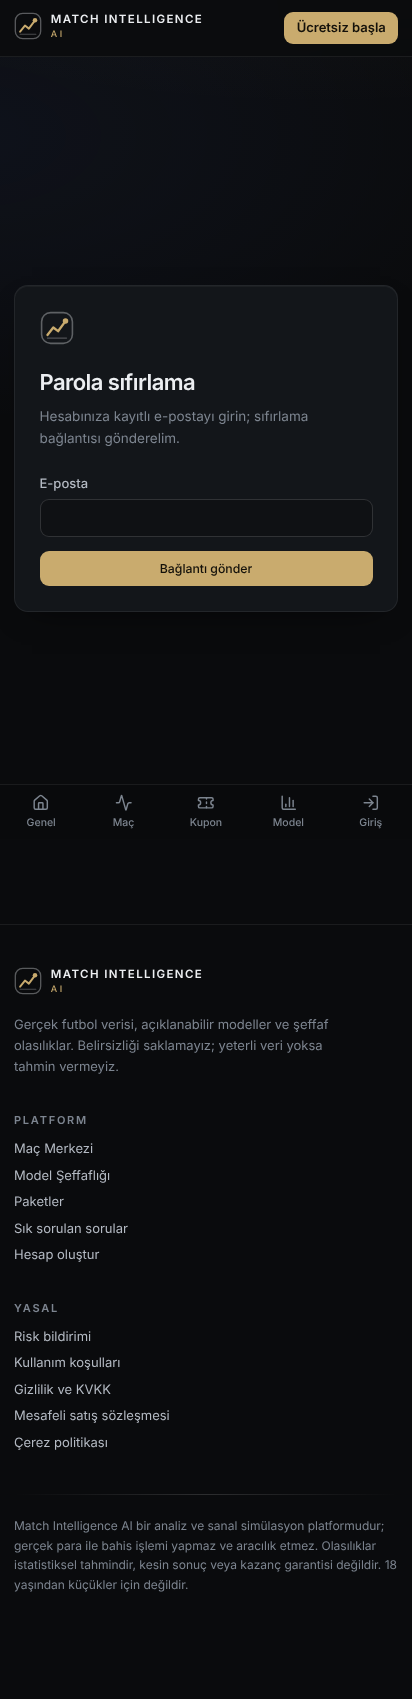 MATCH INTELLIGENCE
AI
Ücretsiz başla
Parola sıfırlama
Hesabınıza kayıtlı e-postayı girin; sıfırlama
bağlantısı gönderelim.
E-posta
Bağlantı gönder
Genel
Maç
Kupon
Model
Giriş
MATCH INTELLIGENCE
AI
Gerçek futbol verisi, açıklanabilir modeller ve şeffaf
olasılıklar. Belirsizliği saklamayız; yeterli veri yoksa
tahmin vermeyiz.
PLATFORM
Maç Merkezi
Model Şeffaflığı
Paketler
Sık sorulan sorular
Hesap oluştur
YASAL
Risk bildirimi
Kullanım koşulları
Gizlilik ve KVKK
Mesafeli satış sözleşmesi
Çerez politikası
Match Intelligence AI bir analiz ve sanal simülasyon platformudur;
gerçek para ile bahis işlemi yapmaz ve aracılık etmez. Olasılıklar
istatistiksel tahmindir, kesin sonuç veya kazanç garantisi değildir. 18
yaşından küçükler için değildir.